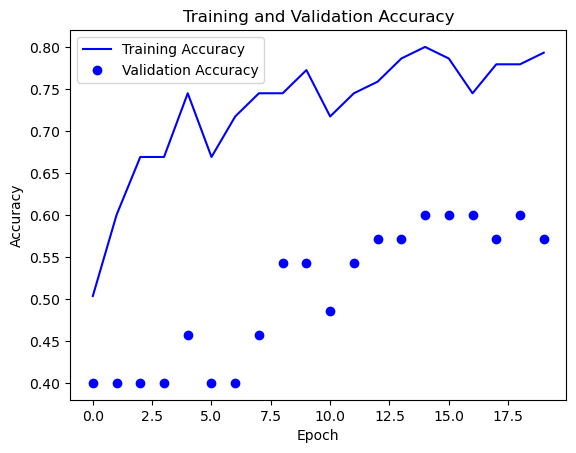 Training and Validation Accuracy
Training Accuracy
Validation Accuracy
Accuracy
0.80
0.75
0.70
0.65
0.60
0.55
0.50
0.45
0.40
0.0 2.5 5.0 7.5 10.0 12.5 15.0 17.5
Epoch